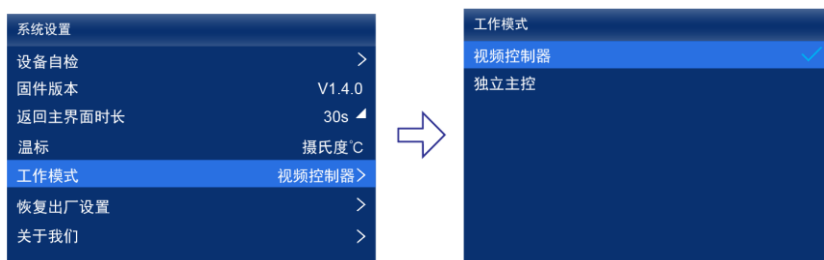 系统设置
设备自检
固件版本 V1.4.0
返回主界面时长 30s
温标 摄氏度℃
工作模式 视频控制器
恢复出厂设置
关于我们
工作模式
视频控制器
独立主控